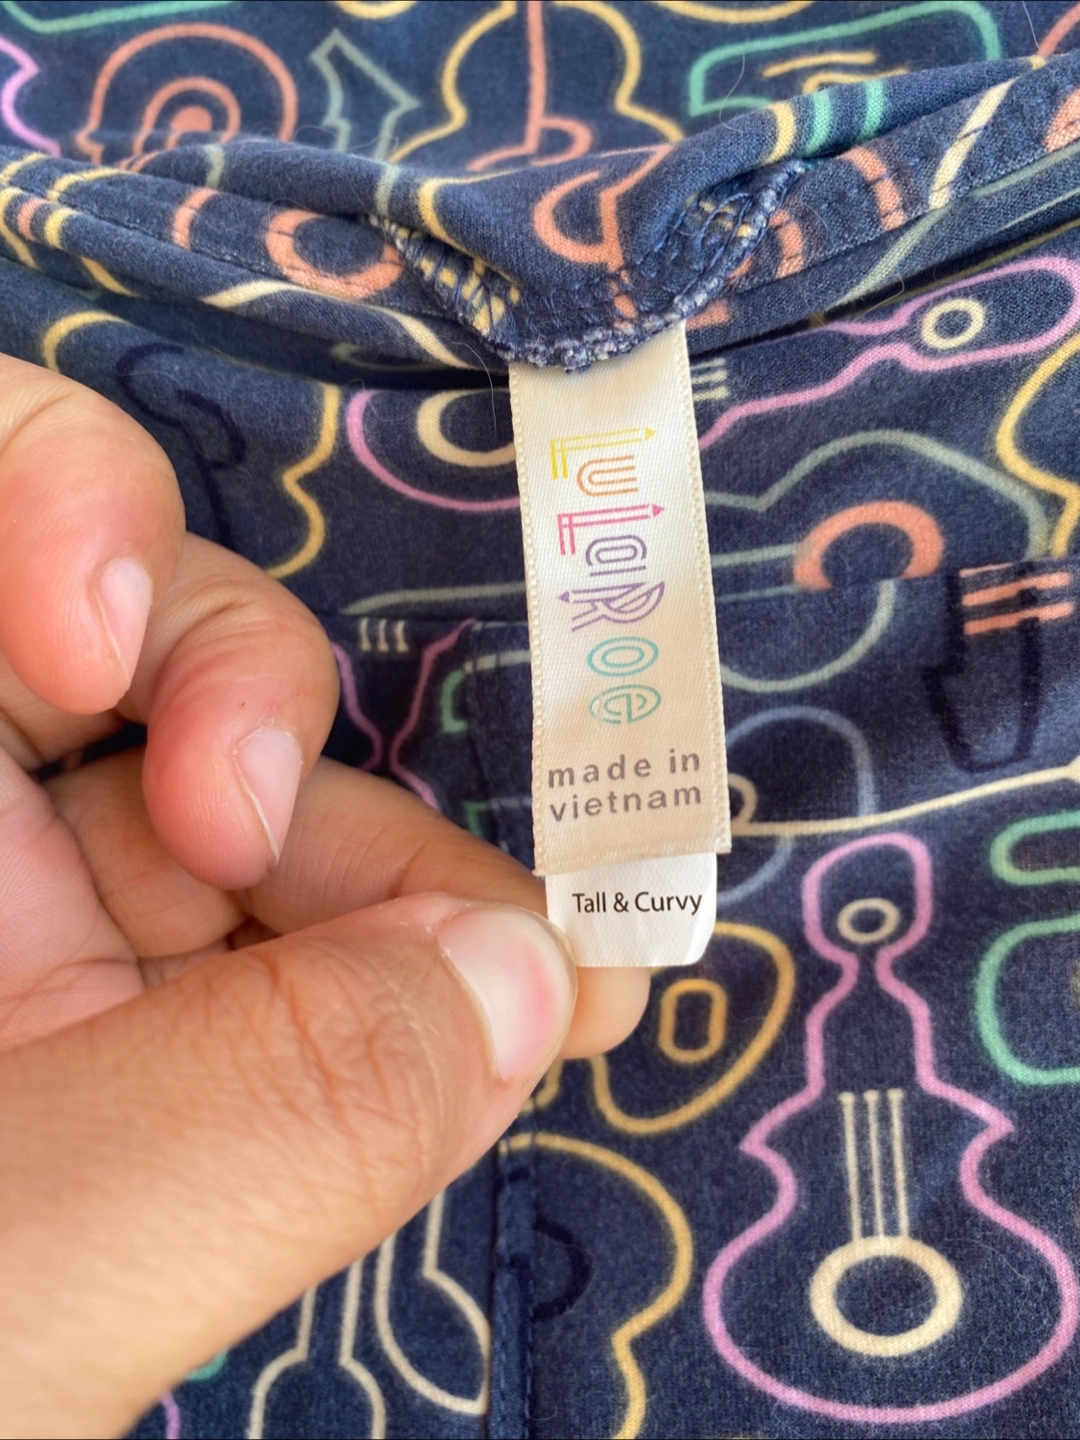 LuLaRoe
made in
vietnam
Tall & Curvy